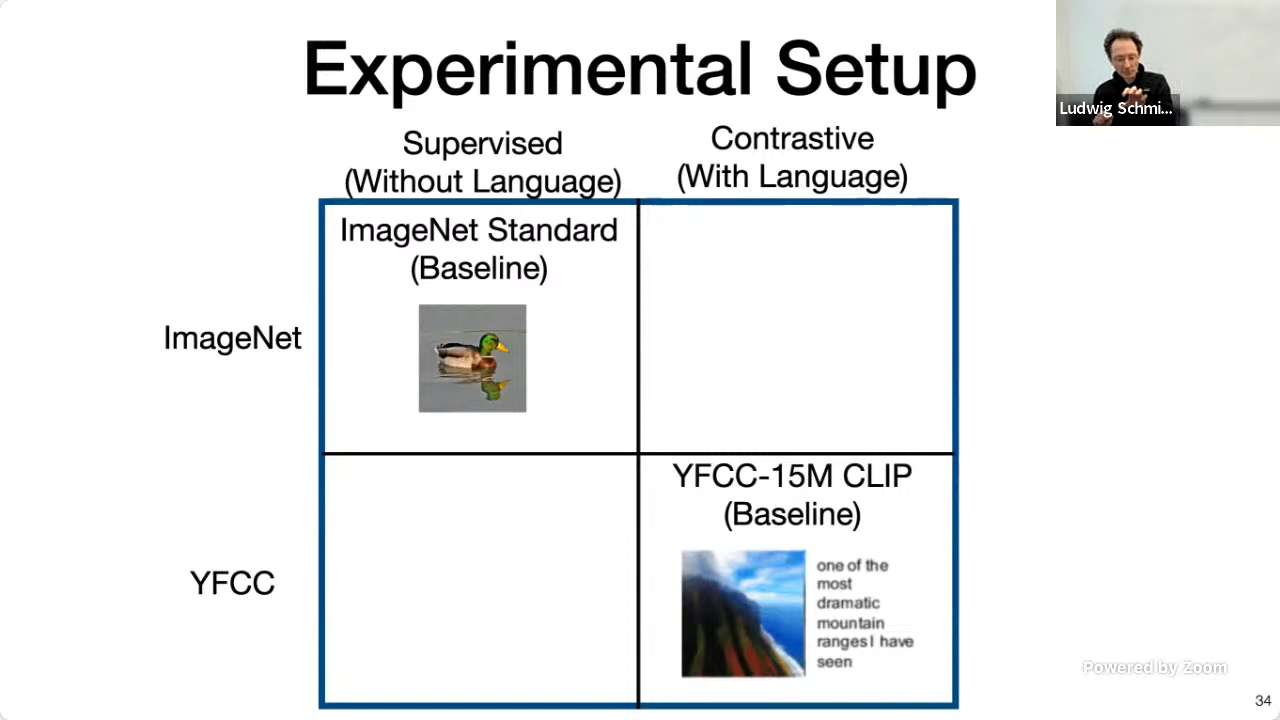 Experimental Setup
Ludwig Schmi...
Supervised
(Without Language)
Contrastive
(With Language)
ImageNet Standard
(Baseline)
ImageNet
YFCC-15M CLIP
(Baseline)
YFCC
one of the
most
dramatic
mountain
ranges I have
seen
Powered by Zoom
34